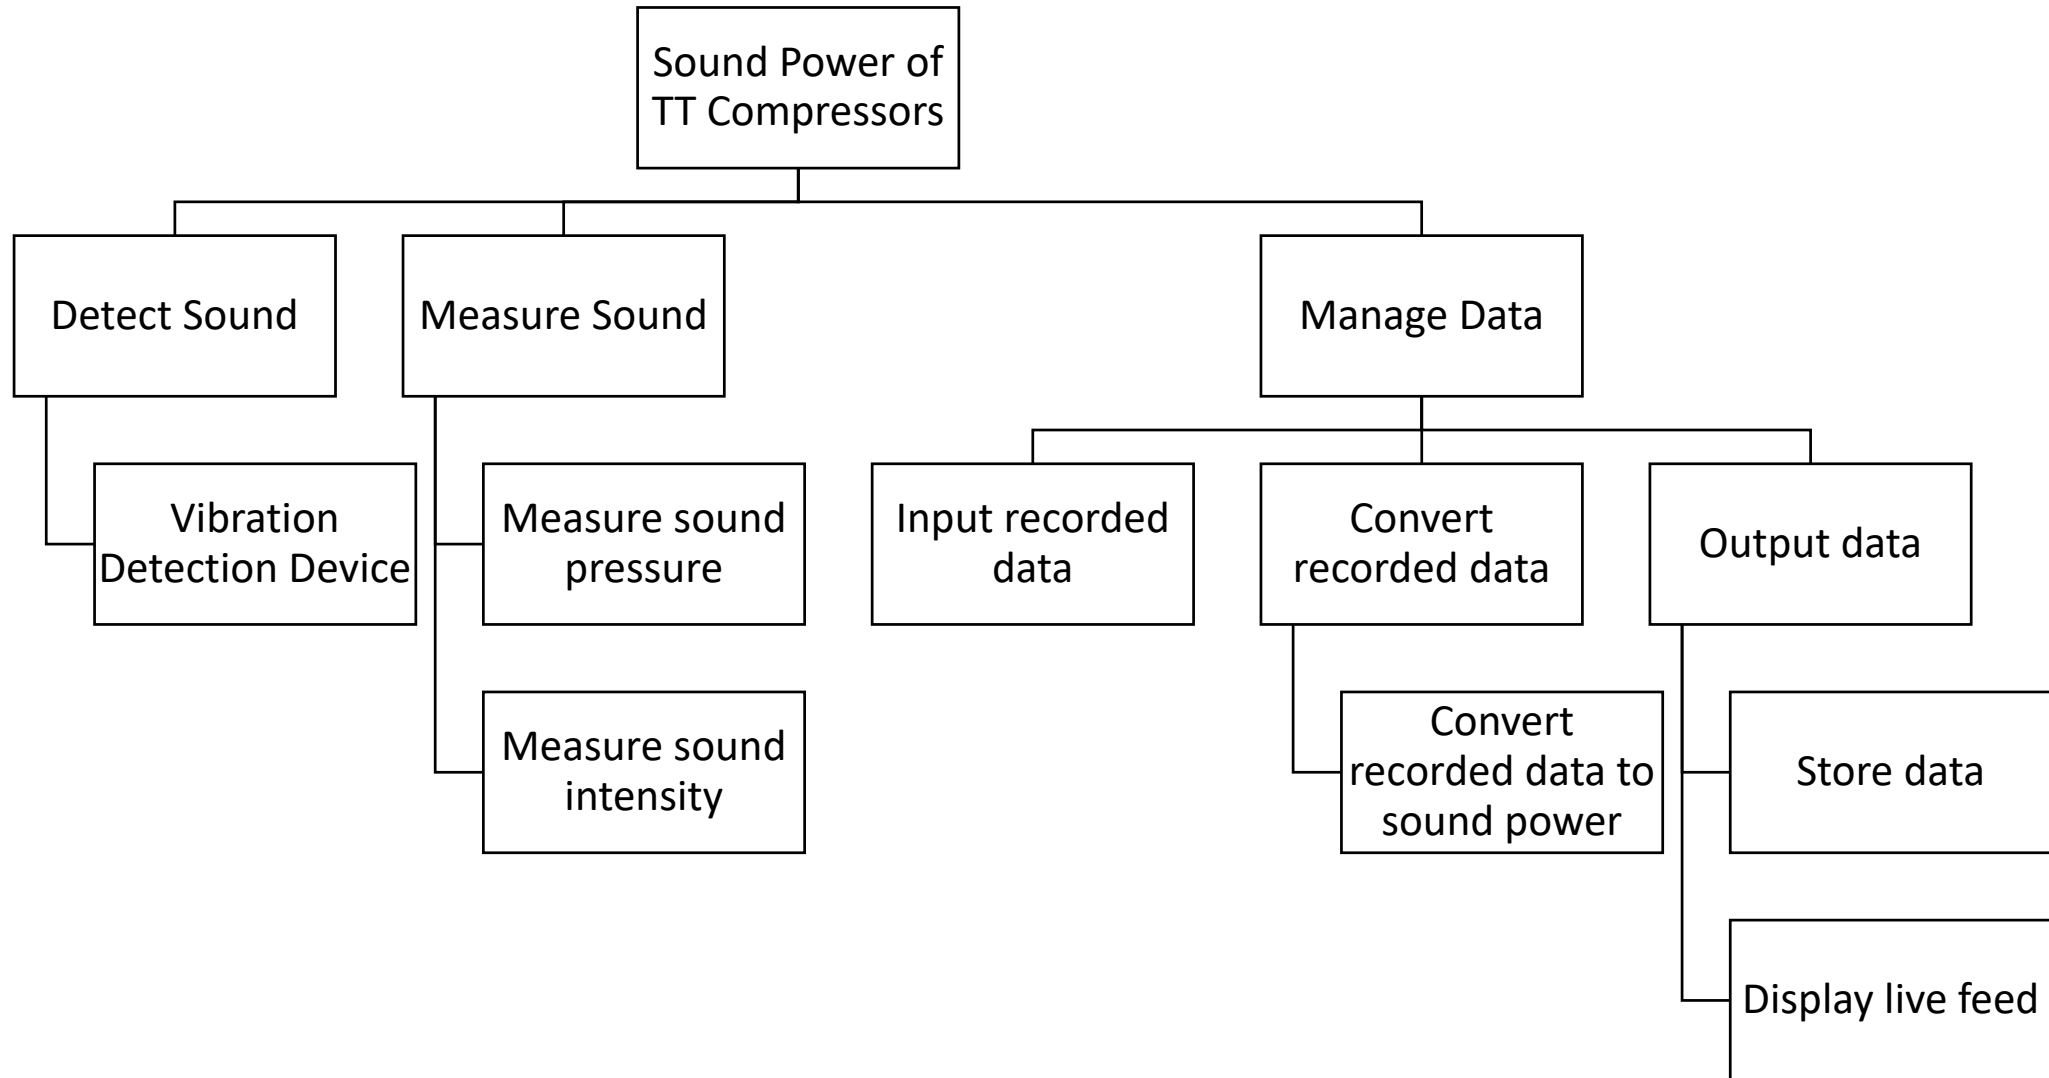 Sound Power of
TT Compressors
Detect Sound
Measure Sound
Manage Data
Vibration
Detection Device
Measure sound
pressure
Input recorded
data
Convert
recorded data
Output data
Measure sound
intensity
Convert
recorded data to
sound power
Store data
Display live feed